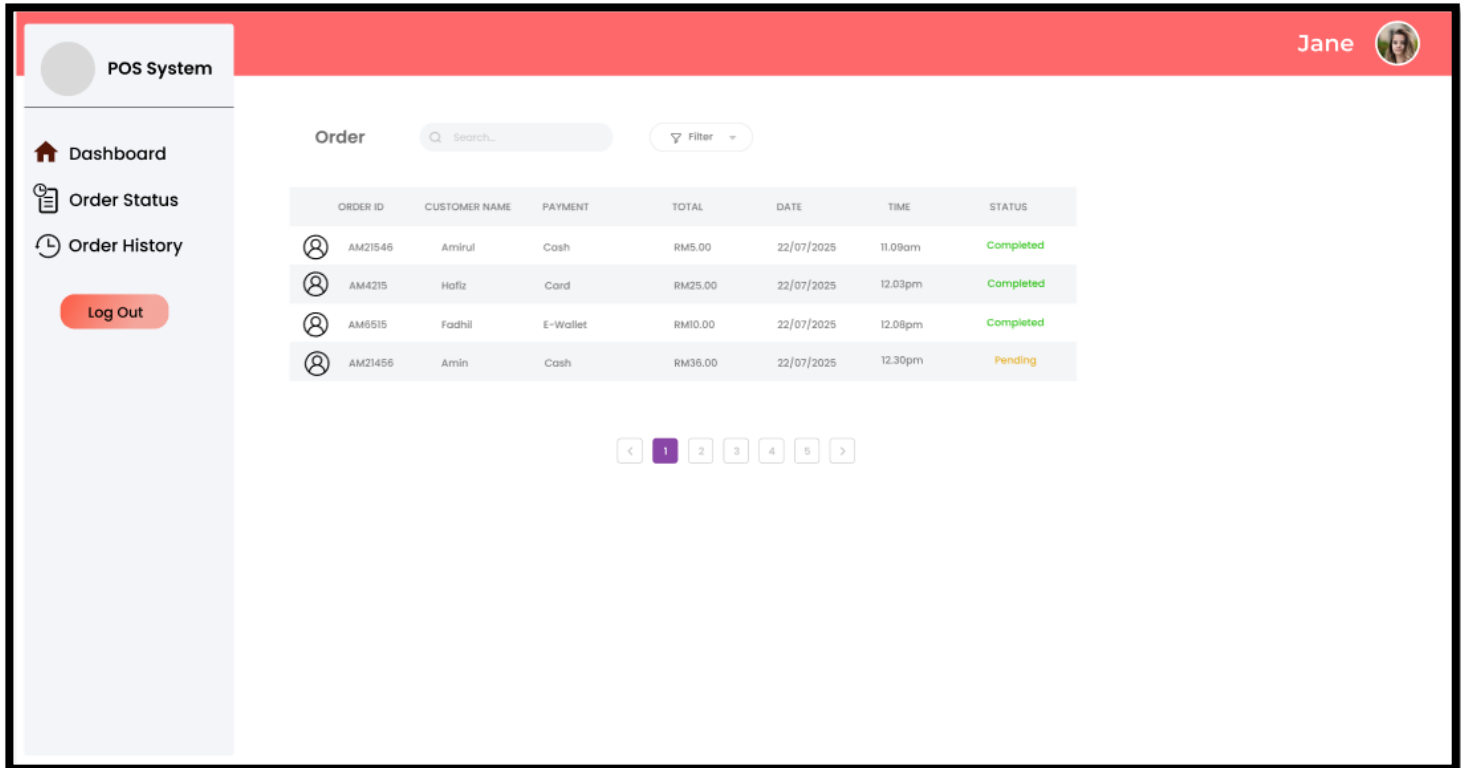 Jane
POS System
Dashboard
Order Status
Order History
Log Out
Order Search... Filter
ORDER ID CUSTOMER NAME PAYMENT TOTAL DATE TIME STATUS
AM21546 Amirul Cash RM5.00 22/07/2025 11.09am Completed
AM4215 Hafiz Card RM25.00 22/07/2025 12.03pm Completed
AM6515 Fadhil E-Wallet RM10.00 22/07/2025 12.08pm Completed
AM21456 Amin Cash RM36.00 22/07/2025 12.30pm Pending
< 1 2 3 4 5 >